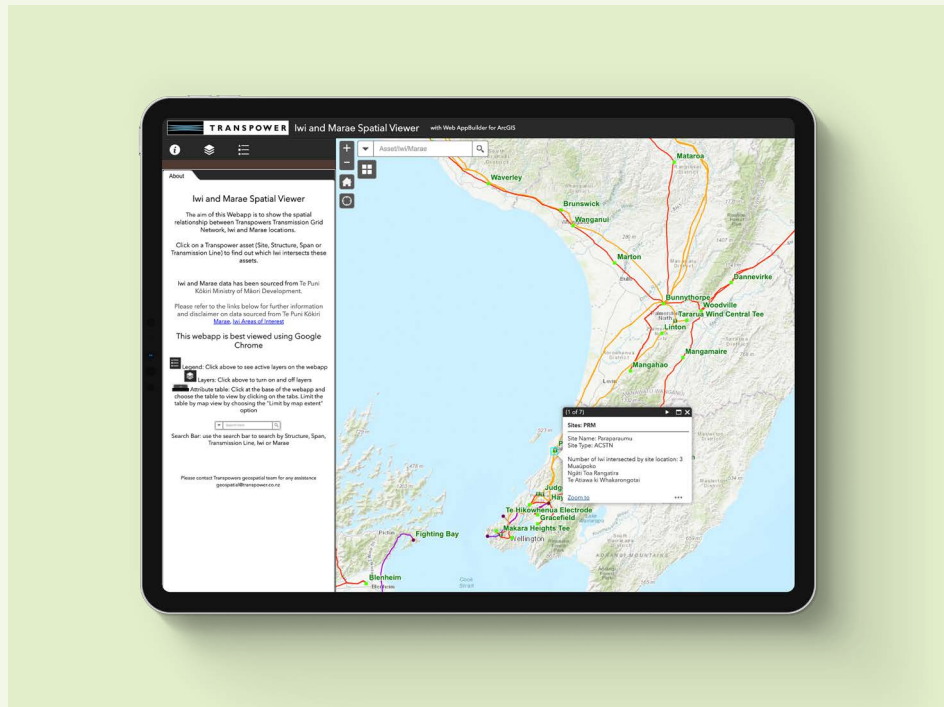 TRANSPOWER Iwi and Marae Spatial Viewer with Web AppBuilder for ArcGIS
About
Iwi and Marae Spatial Viewer
The aim of this Webapp is to show the spatial
relationship between Transpowers Transmission Grid
Network, Iwi and Marae locations.
Click on a Transpower asset (Site, Structure, Span or
Transmission Line) to find out which Iwi intersects these
assets.
Iwi and Marae data has been sourced from Te Puni
Kōkiri Ministry of Māori Development.
Please refer to the links below for further information
and disclaimer on data sourced from Te Puni Kōkiri
Marae, Iwi Areas of Interest
This webapp is best viewed using Google
Chrome
Legend: Click above to see active layers on the webapp
Layers: Click above to turn on and off layers
Attribute table: Click at the base of the webapp and
choose the table to view by clicking on the tabs. Limit the
table by map view by choosing the "Limit by map extent"
option
Search Bar: use the search bar to search by Structure, Span,
Transmission Line, Iwi or Marae
Please contact Transpowers geospatial team for any assistance
geospatial@transpower.co.nz
Asset/Iwi/Marae
Mataroa
Waverley
Brunswick
Wanganui
Marton
Dannevirke
Bunnythorpe
Woodville
Tararua Wind Central Tee
Linton
Mangamaire
Mangahao
(1 of 7)
Sites: PRM
Site Name: Paraparaumu
Site Type: ACSTN
Number of Iwi intersected by site location: 3
Muaūpoko
Ngāti Toa Rangatira
Te Atiawa ki Whakarongotai
Zoom to
Te Hikowhenua Electrode
Gracefield
Makara Heights Tee
Wellington
Fighting Bay
Picton
Blenheim
Cook
Strait